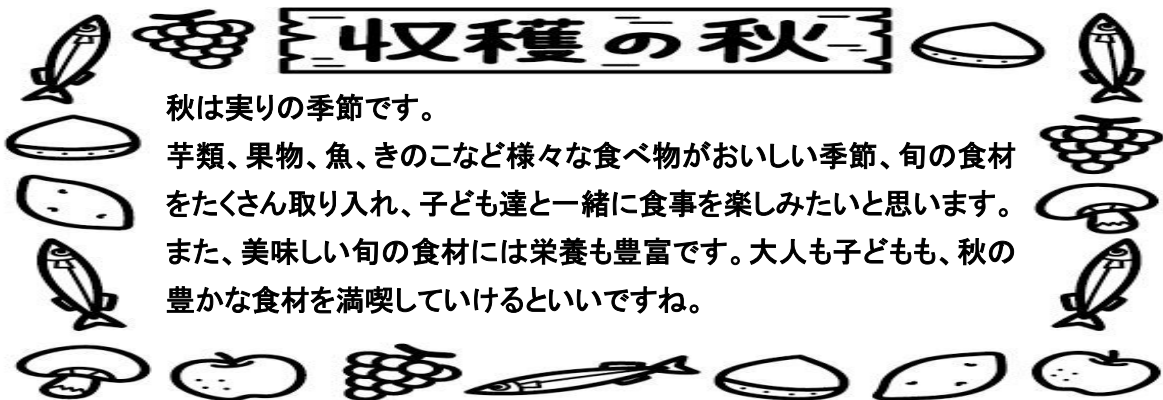 収穫の秋
秋は実りの季節です。
芋類、果物、魚、きのこなど様々な食べ物がおいしい季節、旬の食材
をたくさん取り入れ、子ども達と一緒に食事を楽しみたいと思います。
また、美味しい旬の食材には栄養も豊富です。大人も子どもも、秋の
豊かな食材を満喫していけるといいですね。